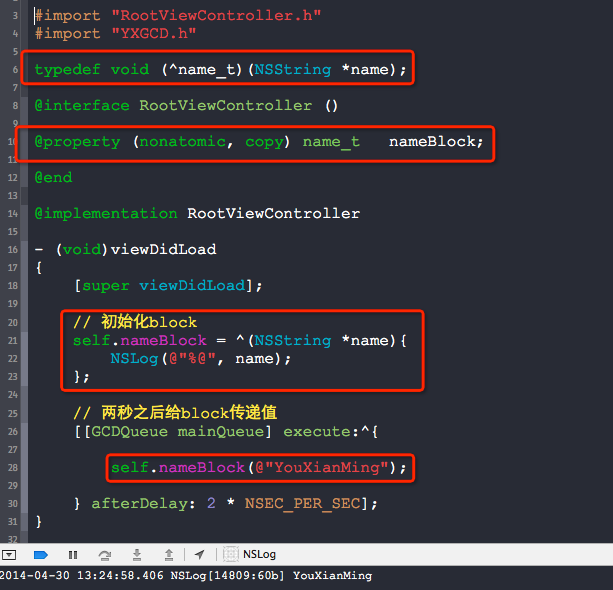 3 #import "RootViewController.h"
4 #import "YXGCD.h"
5
6 typedef void (^name_t)(NSString *name);
7
8 @interface RootViewController ()
9
10 @property (nonatomic, copy) name_t   nameBlock;
11
12 @end
13
14 @implementation RootViewController
15
16 - (void)viewDidLoad
17 {
18     [super viewDidLoad];
19
20     // 初始化block
21     self.nameBlock = ^(NSString *name){
22         NSLog(@"%@", name);
23     };
24
25     // 两秒之后给block传递值
26     [[GCDQueue mainQueue] execute:^{
27
28         self.nameBlock(@"YouXianMing");
29
30     } afterDelay: 2 * NSEC_PER_SEC];
31 }
32
NSLog
2014-04-30 13:24:58.406 NSLog[14809:60b] YouXianMing